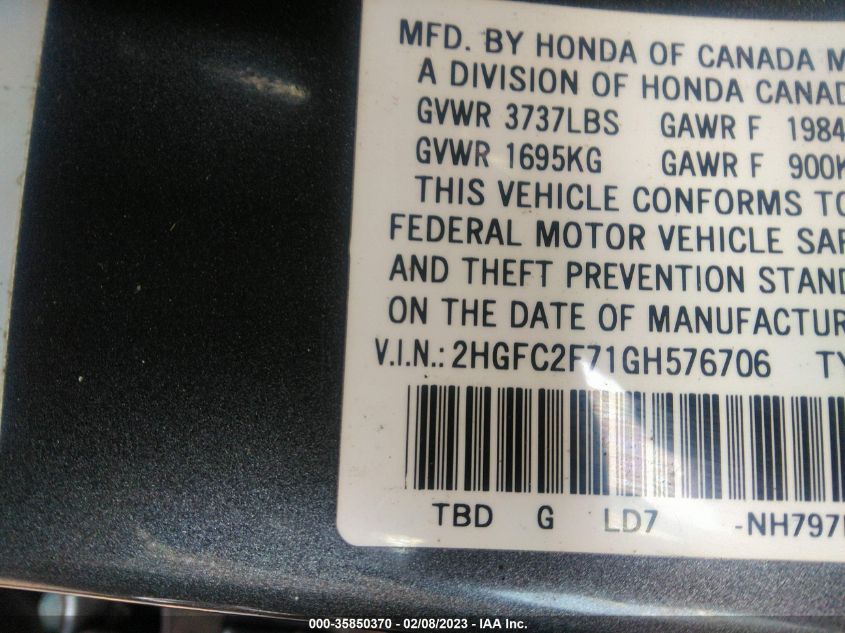 MFD. BY HONDA OF CANADA M
A DIVISION OF HONDA CANAD
GVWR 3737LBS GAWR F 1984
GVWR 1695KG GAWR F 900K
THIS VEHICLE CONFORMS TO
FEDERAL MOTOR VEHICLE SAF
AND THEFT PREVENTION STAND
ON THE DATE OF MANUFACTUR
V.I.N.: 2HGFC2F71GH576706 TY
TBD G LD7 -NH797
000-35850370 - 02/08/2023 - IAA Inc.